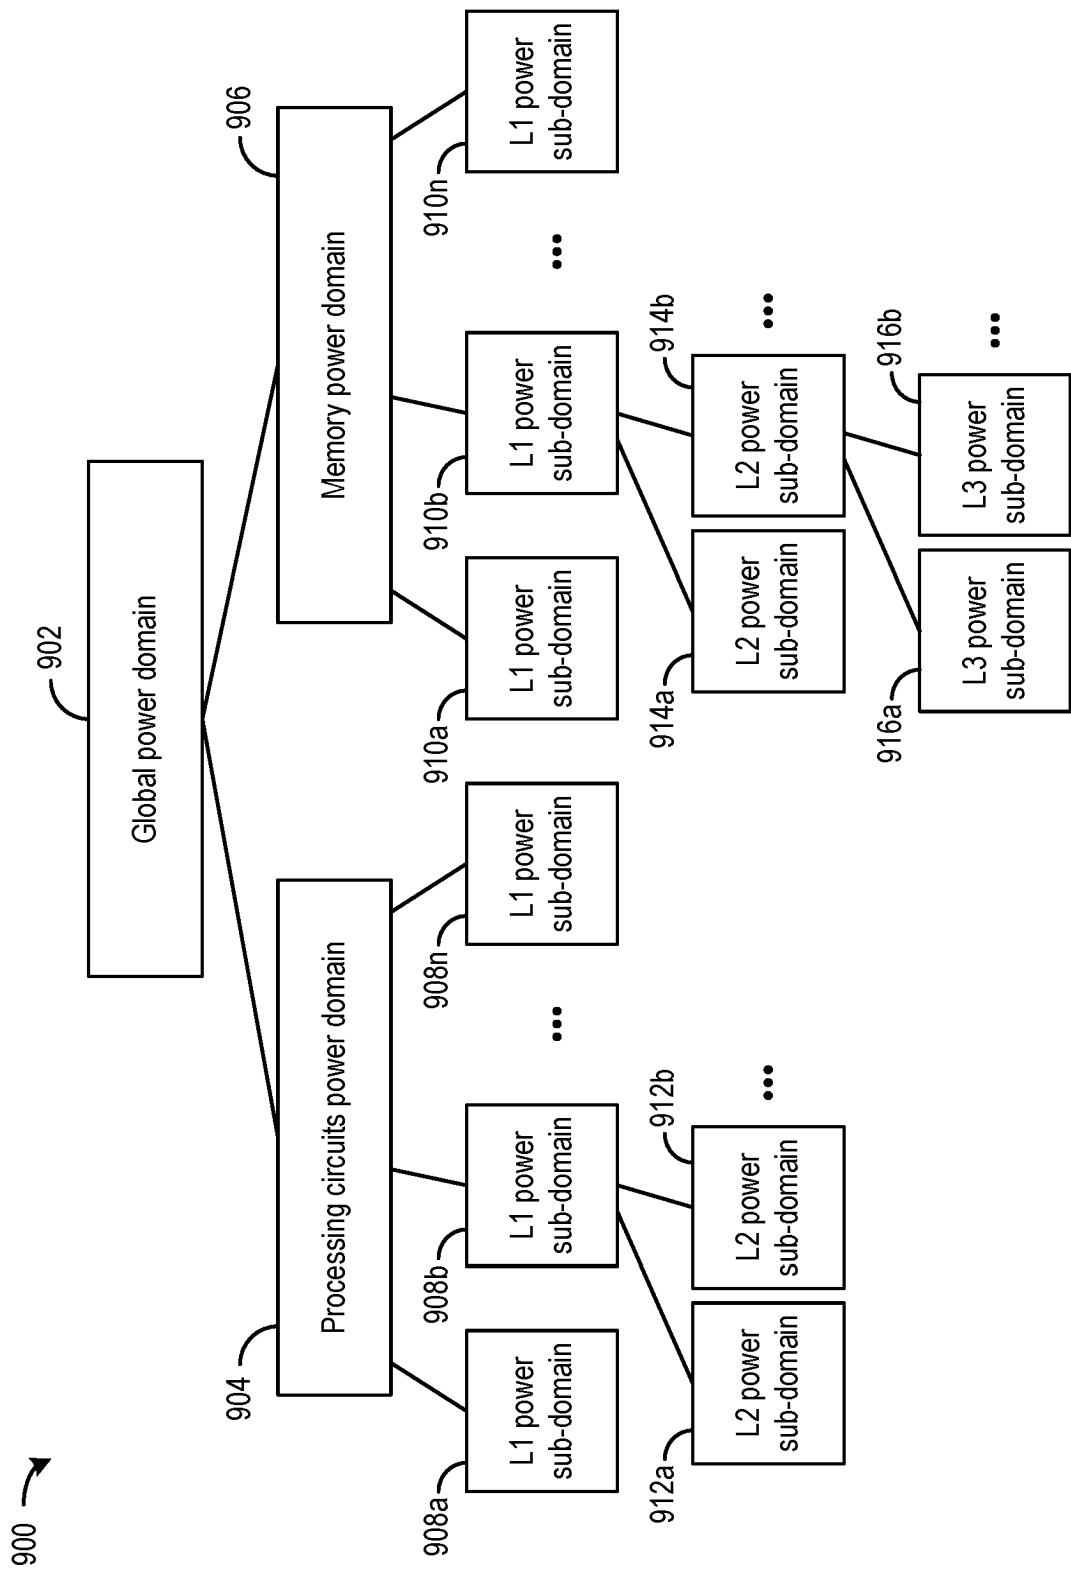 900
902
Global power domain
904
Processing circuits power domain
906
Memory power domain
908a
L1 power
sub-domain
908b
L1 power
sub-domain
...
908n
L1 power
sub-domain
910a
L1 power
sub-domain
910b
L1 power
sub-domain
...
910n
L1 power
sub-domain
912a
L2 power
sub-domain
912b
L2 power
sub-domain
...
914a
L2 power
sub-domain
914b
L2 power
sub-domain
...
916a
L3 power
sub-domain
916b
L3 power
sub-domain
...